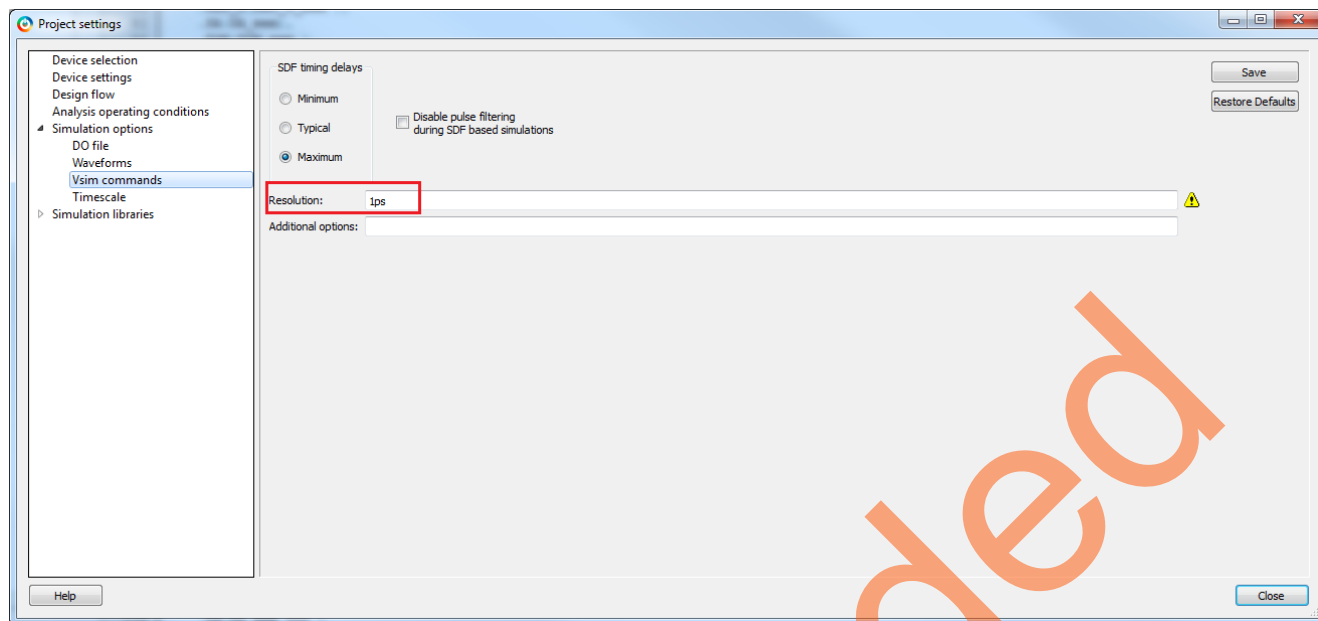 Project settings
Device selection
Device settings
Design flow
Analysis operating conditions
Simulation options
DO file
Waveforms
Vsim commands
Timescale
Simulation libraries
SDF timing delays
Minimum
Typical
Maximum
Disable pulse filtering
during SDF based simulations
Resolution: 1ps
Additional options:
Save
Restore Defaults
Help
Close
ded